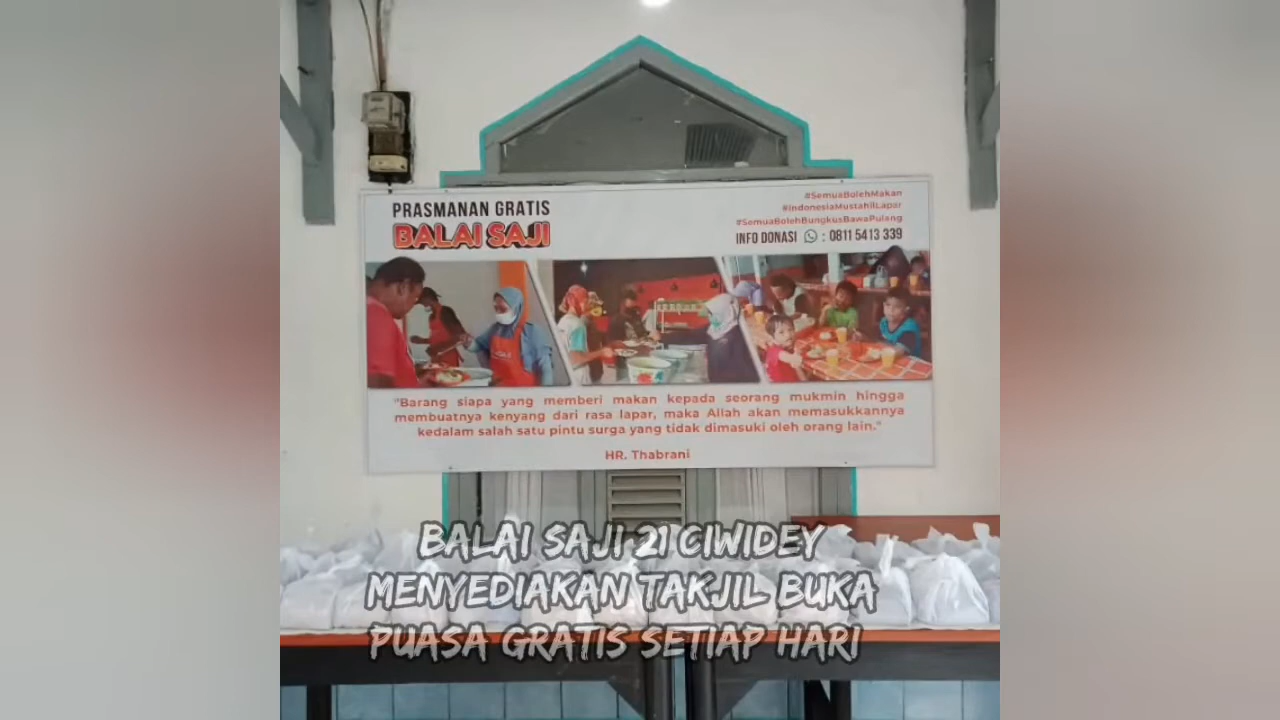 PRASMANAN GRATIS
BALAI SAJI
#SemuaBolehMakan
#IndonesiaMustahilLapar
#SemuaBolehBungkusBawaPulang
INFO DONASI : 0811 5413 339
"Barang siapa yang memberi makan kepada seorang mukmin hingga
membuatnya kenyang dari rasa lapar, maka Allah akan memasukkannya
kedalam salah satu pintu surga yang tidak dimasuki oleh orang lain."
HR. Thabrani
BALAI SAJI 21 CIWIDEY
MENYEDIAKAN TAKJIL BUKA
PUASA GRATIS SETIAP HARI